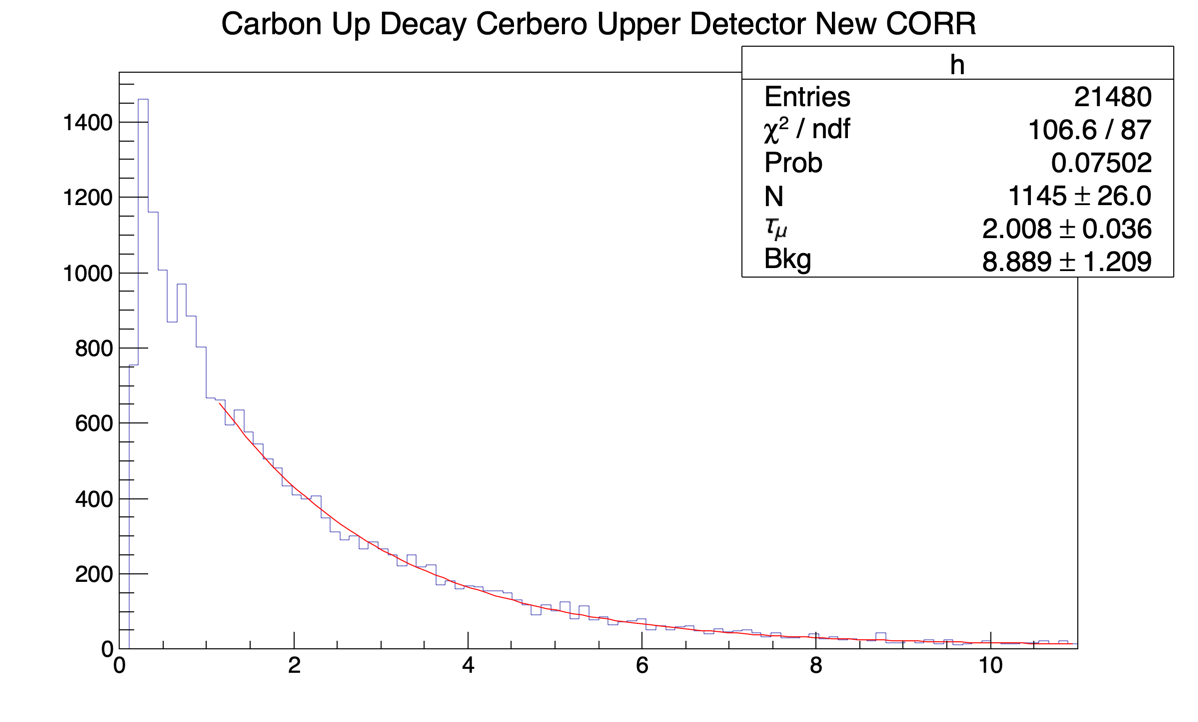 Carbon Up Decay Cerbero Upper Detector New CORR
h
Entries 21480
χ² / ndf 106.6 / 87
Prob 0.07502
N 1145 ± 26.0
τμ 2.008 ± 0.036
Bkg 8.889 ± 1.209
1400
1200
1000
800
600
400
200
0
0 2 4 6 8 10